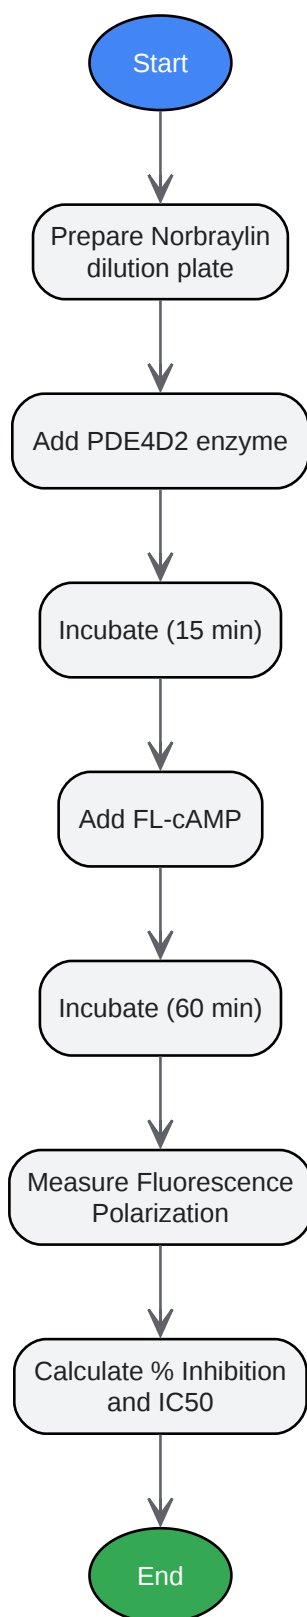 Start
Prepare Norbraylin
dilution plate
Add PDE4D2 enzyme
Incubate (15 min)
Add FL-cAMP
Incubate (60 min)
Measure Fluorescence
Polarization
Calculate % Inhibition
and IC50
End